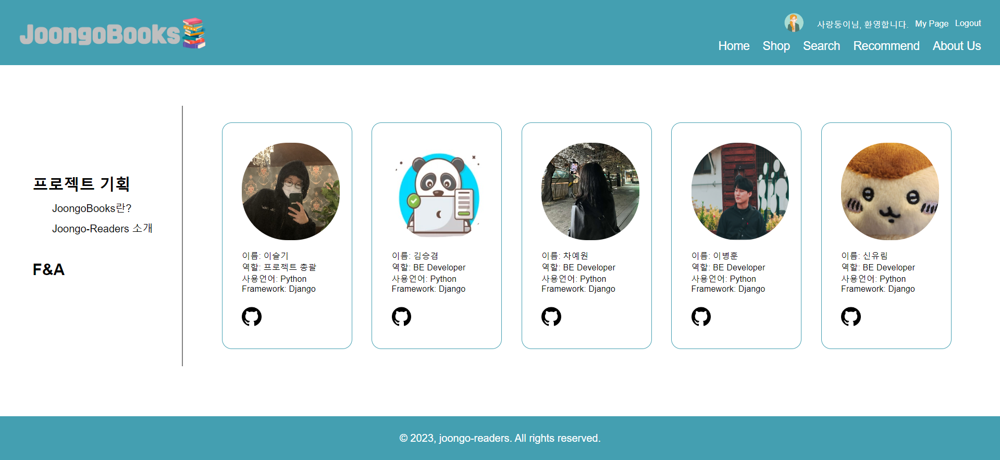 JoongoBooks
사랑둥이님, 환영합니다. My Page Logout
Home Shop Search Recommend About Us
프로젝트 기획
JoongoBooks란?
Joongo-Readers 소개
F&A
이름: 이슬기
역할: 프로젝트 총괄
사용언어: Python
Framework: Django
이름: 김승겸
역할: BE Developer
사용언어: Python
Framework: Django
이름: 차예원
역할: BE Developer
사용언어: Python
Framework: Django
이름: 이병훈
역할: BE Developer
사용언어: Python
Framework: Django
이름: 신유림
역할: BE Developer
사용언어: Python
Framework: Django
© 2023, joongo-readers. All rights reserved.